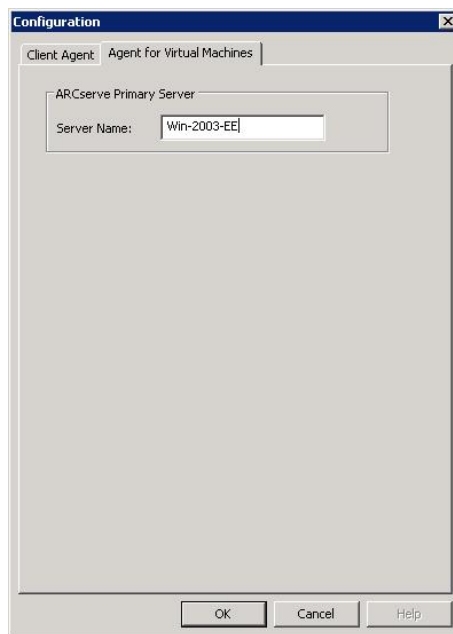 Configuration
Client Agent Agent for Virtual Machines
ARCserve Primary Server
Server Name: Win-2003-EE
OK Cancel Help